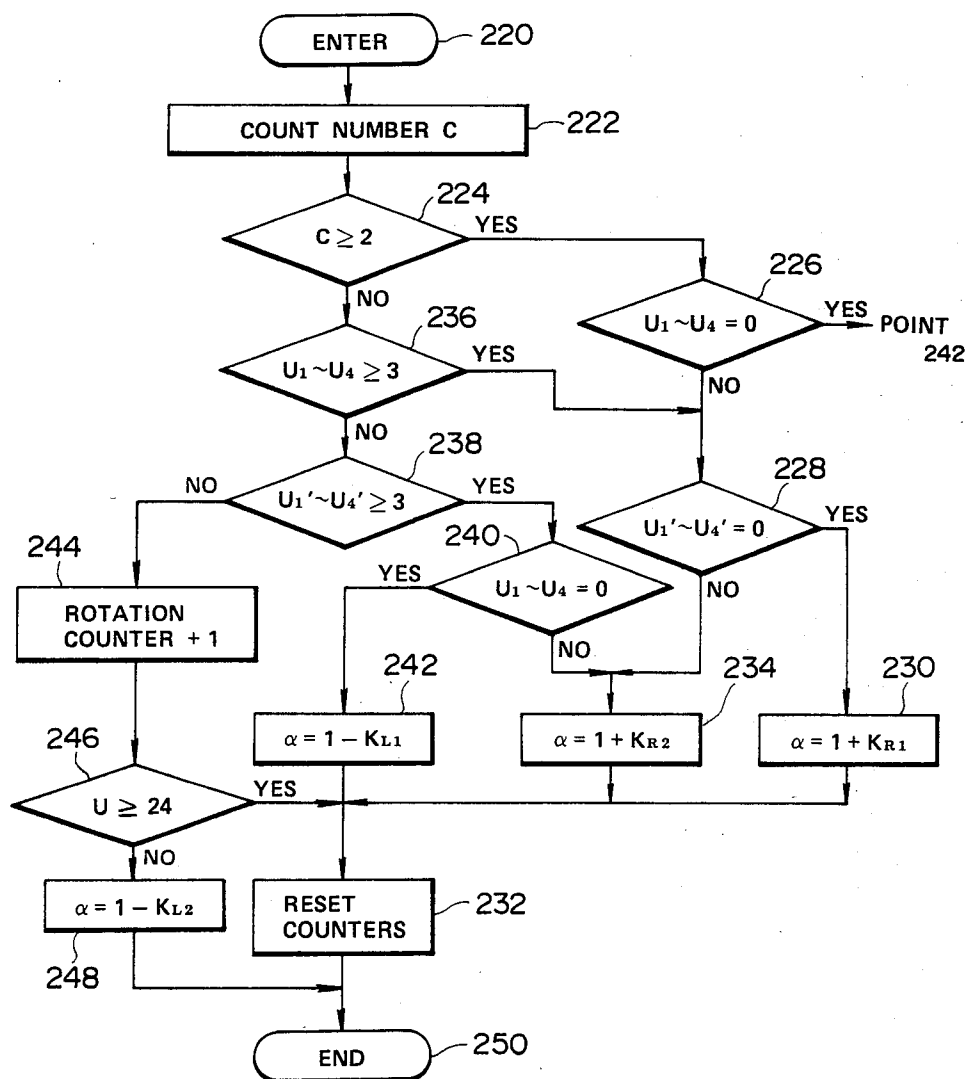 ENTER
220
COUNT NUMBER C
222
224
C ≥ 2
YES
NO
226
U1~U4 = 0
YES
POINT
242
NO
236
U1~U4 ≥ 3
YES
NO
238
NO
U1'~U4' ≥ 3
YES
228
U1'~U4' = 0
YES
NO
240
YES
U1~U4 = 0
NO
244
ROTATION
COUNTER + 1
242
α = 1 − KL1
234
α = 1 + KR2
230
α = 1 + KR1
246
U ≧ 24
YES
NO
α = 1 − KL2
248
RESET
COUNTERS
232
END
250